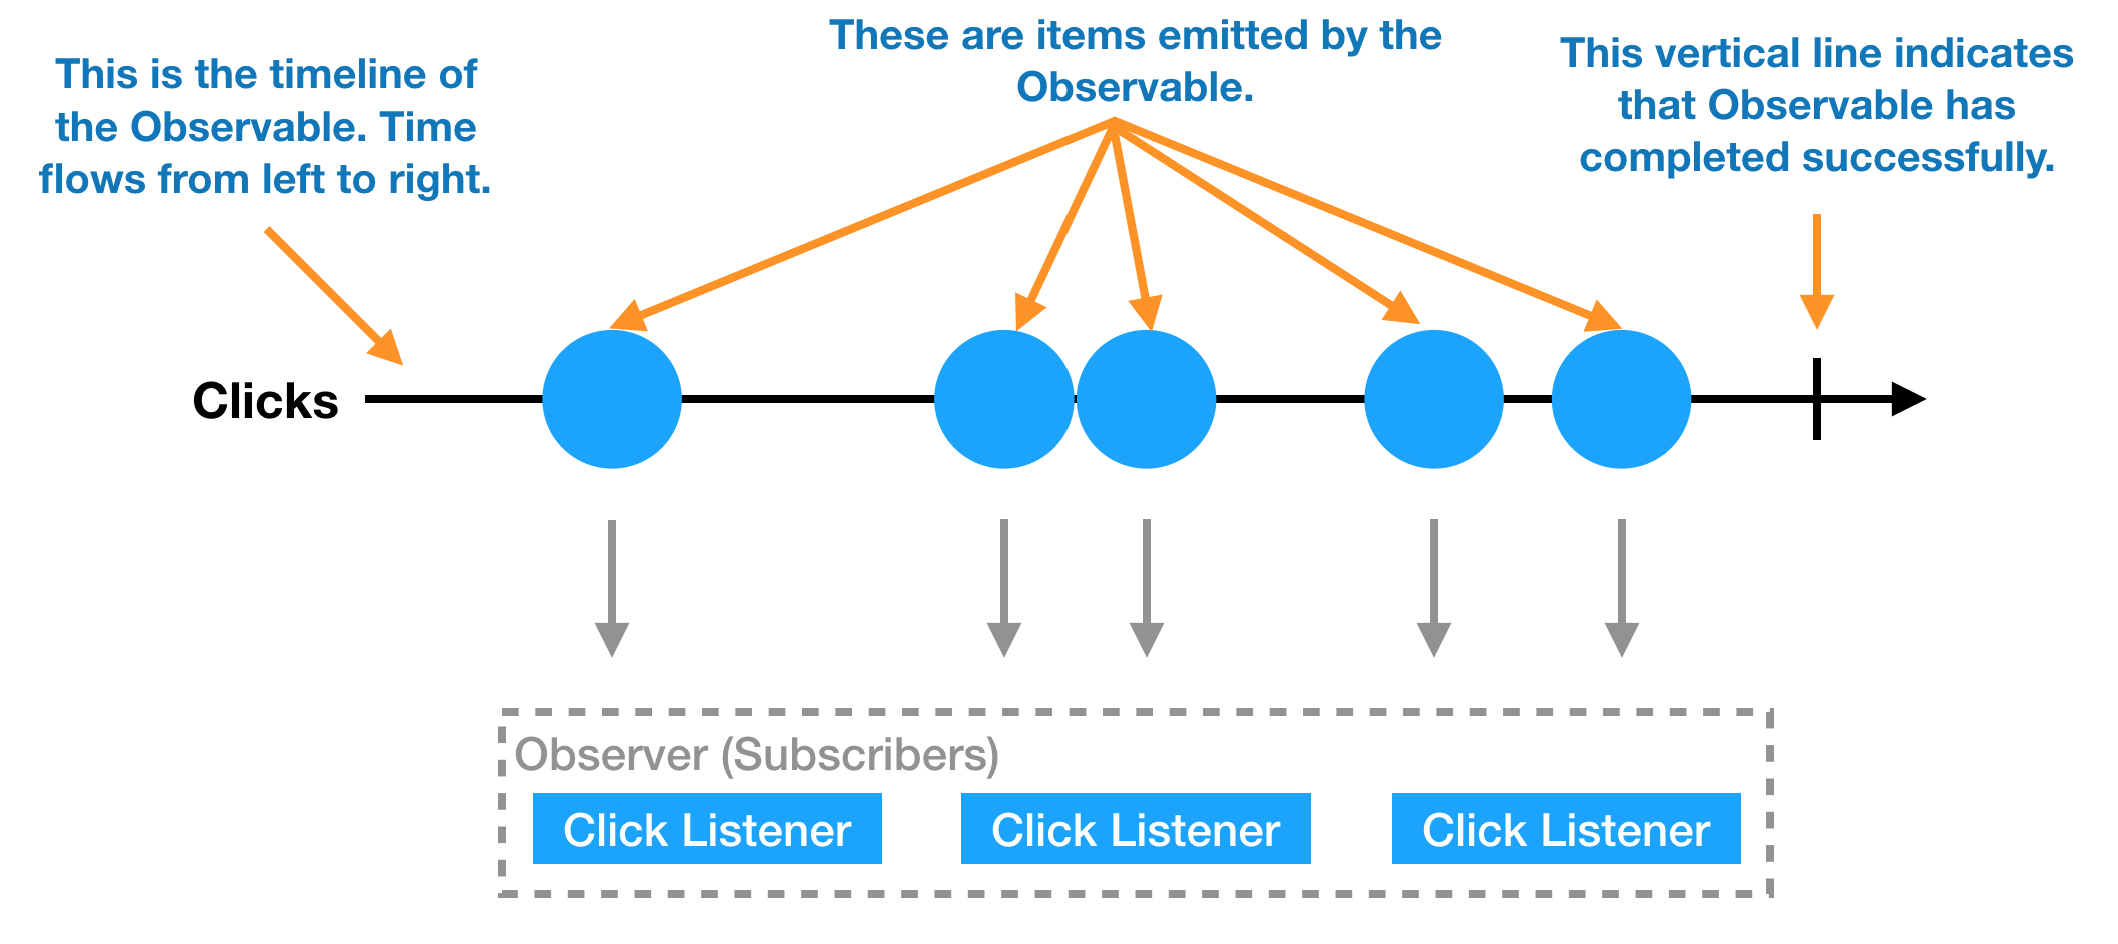 This is the timeline of
the Observable. Time
flows from left to right.
These are items emitted by the
Observable.
This vertical line indicates
that Observable has
completed successfully.
Clicks
Observer (Subscribers)
Click Listener
Click Listener
Click Listener